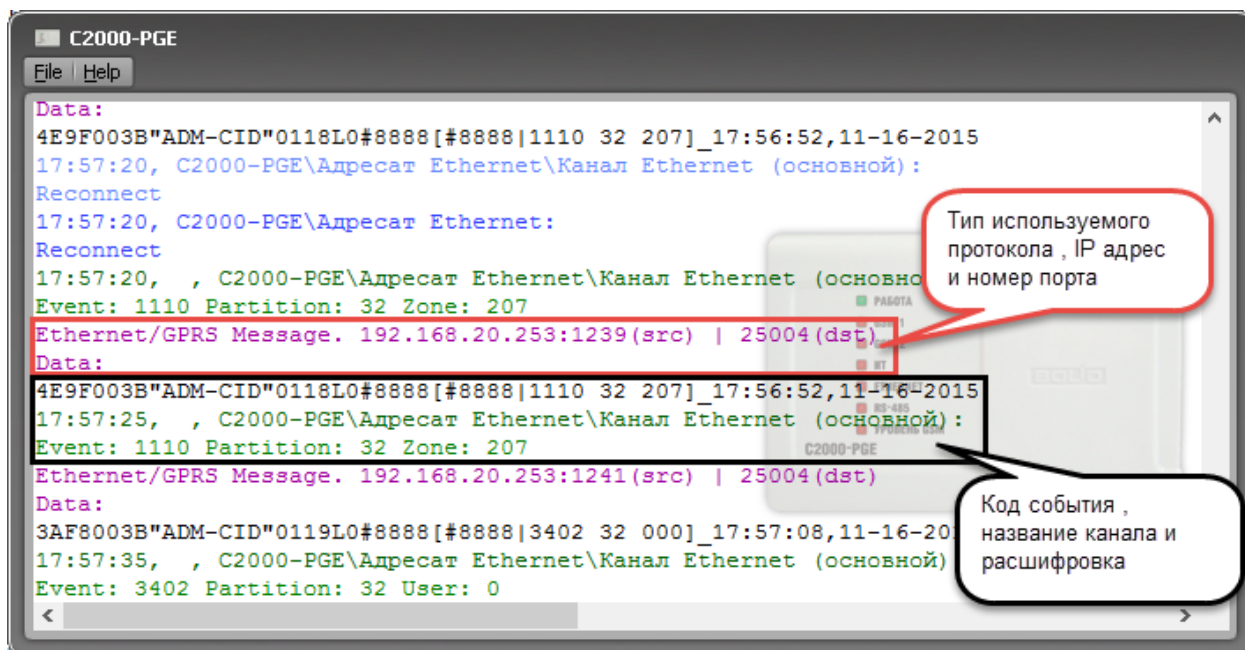 C2000-PGE
File Help
Data:
4E9F003B"ADM-CID"0118L0#8888[#8888|1110 32 207]_17:56:52,11-16-2015
17:57:20, C2000-PGE\Адресат Ethernet\Канал Ethernet (основной):
Reconnect
17:57:20, C2000-PGE\Адресат Ethernet:
Reconnect
17:57:20, , C2000-PGE\Адресат Ethernet\Канал Ethernet (основно
Event: 1110 Partition: 32 Zone: 207
Ethernet/GPRS Message. 192.168.20.253:1239(src) | 25004(dst)
Data:
4E9F003B"ADM-CID"0118L0#8888[#8888|1110 32 207]_17:56:52,11-16-2015
17:57:25, , C2000-PGE\Адресат Ethernet\Канал Ethernet (основной):
Event: 1110 Partition: 32 Zone: 207
Ethernet/GPRS Message. 192.168.20.253:1241(src) | 25004(dst)
Data:
3AF8003B"ADM-CID"0119L0#8888[#8888|3402 32 000]_17:57:08,11-16-20
17:57:35, , C2000-PGE\Адресат Ethernet\Канал Ethernet (основной)
Event: 3402 Partition: 32 User: 0
Тип используемого
протокола , IP адрес
и номер порта
Код события ,
название канала и
расшифровка
РАБОТА
ETHERNET
RS-485
УРОВЕНЬ GSM
C2000-PGE
BOLID